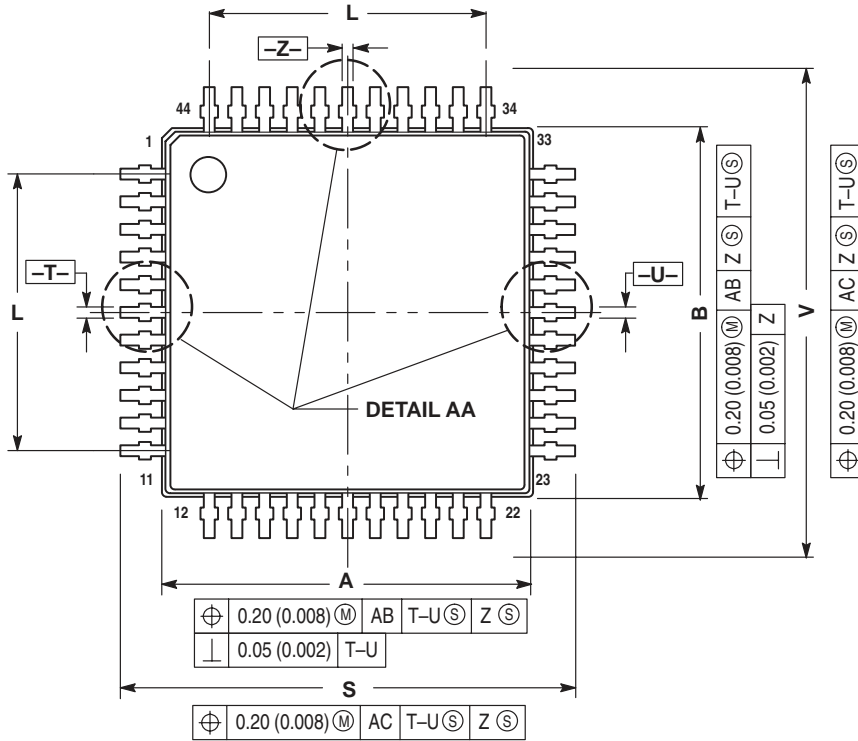 L
–Z–
44
34
1
33
–T–
–U–
L
B
V
0.20 (0.008) Ⓜ AB Z Ⓢ T–U Ⓢ
0.05 (0.002) Z
0.20 (0.008) Ⓜ AC Z Ⓢ T–U Ⓢ
DETAIL AA
11
23
12
22
A
⌖ 0.20 (0.008) Ⓜ AB T–U Ⓢ Z Ⓢ
⊥ 0.05 (0.002) T–U
S
⌖ 0.20 (0.008) Ⓜ AC T–U Ⓢ Z Ⓢ